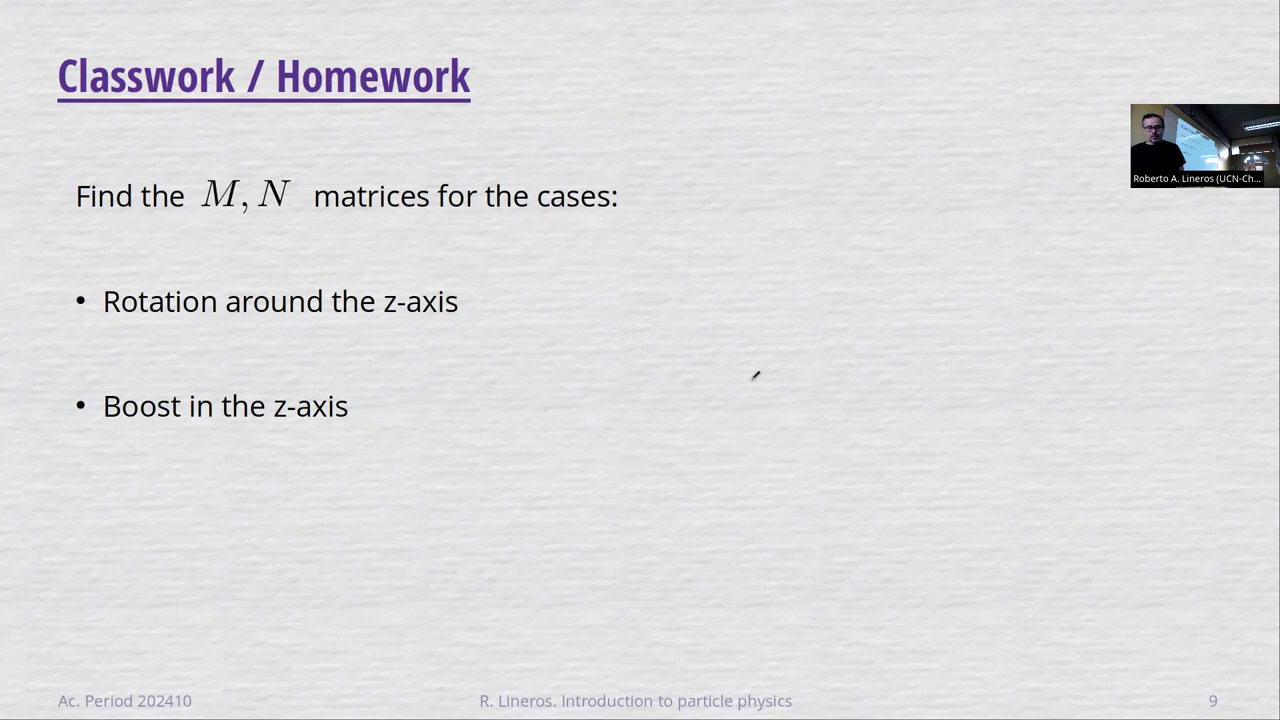 Classwork / Homework
Find the M, N matrices for the cases:
• Rotation around the z-axis
• Boost in the z-axis
Roberto A. Lineros (UCN-Ch...
Ac. Period 202410
R. Lineros. Introduction to particle physics
9